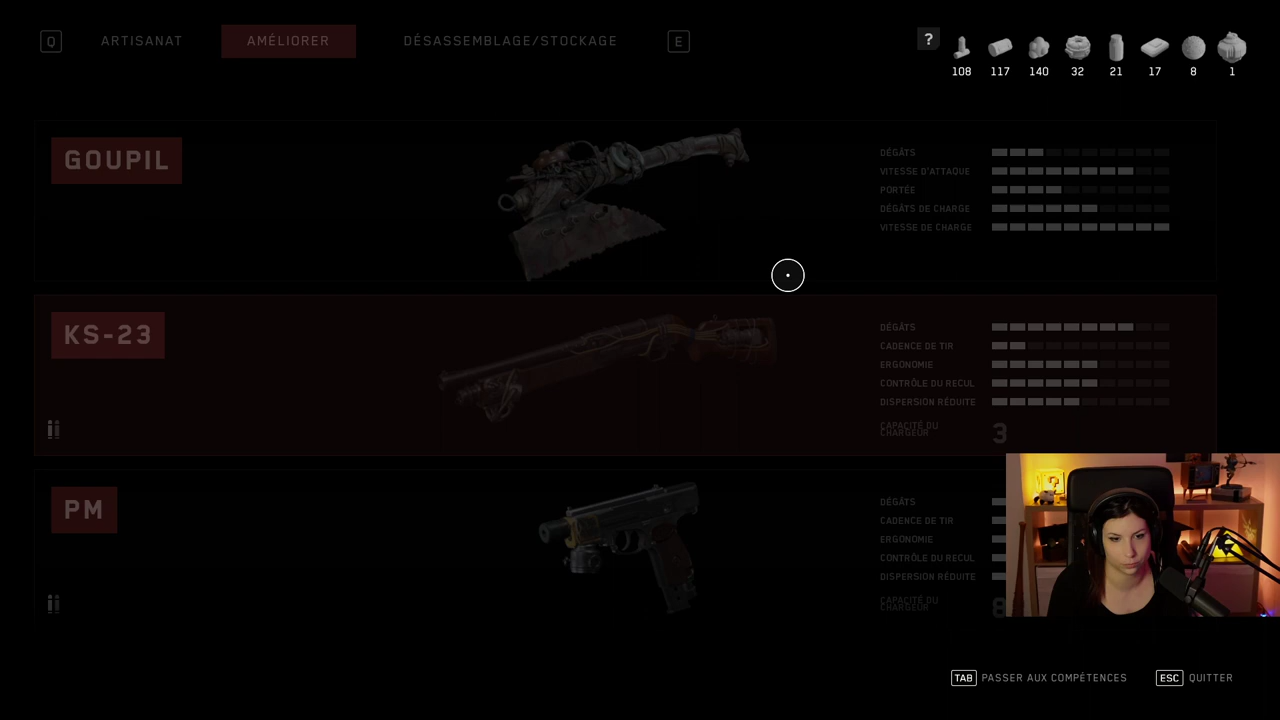 Q ARTISANAT AMÉLIORER DÉSASSEMBLAGE/STOCKAGE E ?
108 117 140 32 21 17 8 1
GOUPIL
DÉGÂTS
VITESSE D'ATTAQUE
PORTÉE
DÉGÂTS DE CHARGE
VITESSE DE CHARGE
KS-23
DÉGÂTS
CADENCE DE TIR
ERGONOMIE
CONTRÔLE DU RECUL
DISPERSION RÉDUITE
CAPACITÉ DU
CHARGEUR 3
PM
DÉGÂTS
CADENCE DE TIR
ERGONOMIE
CONTRÔLE DU RECUL
DISPERSION RÉDUITE
CAPACITÉ DU
CHARGEUR 8
TAB PASSER AUX COMPÉTENCES ESC QUITTER